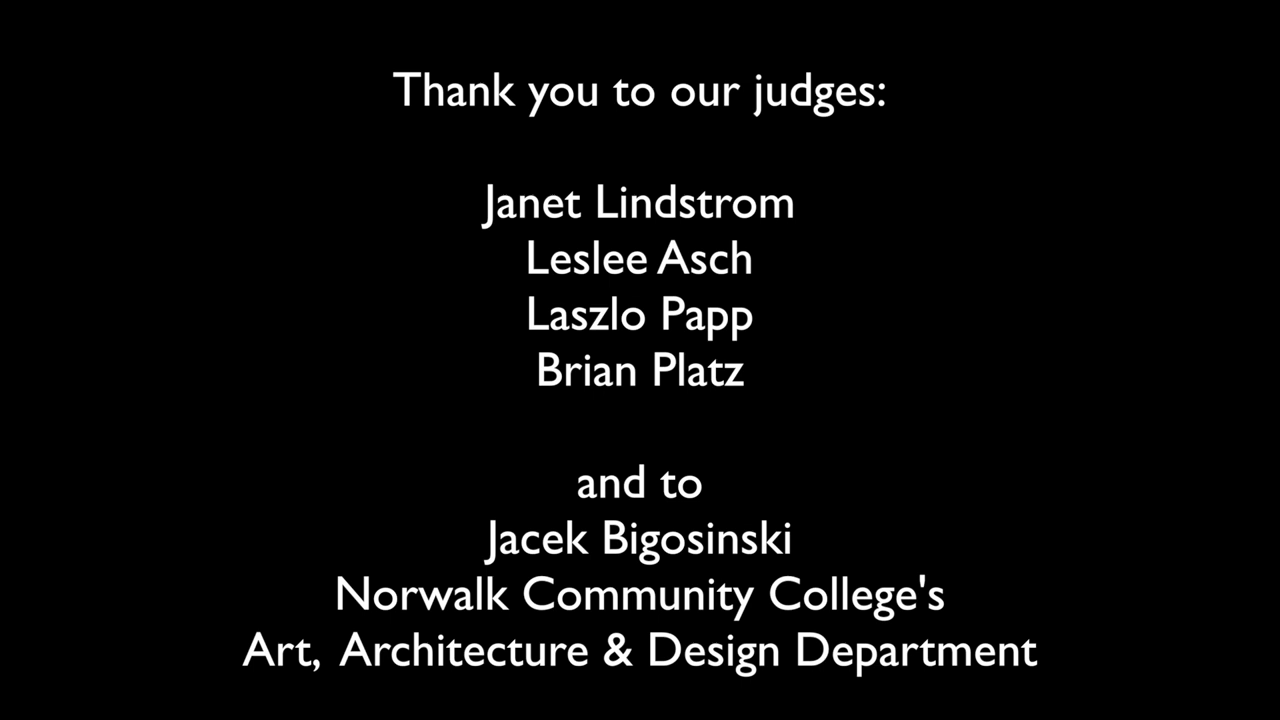 Thank you to our judges:
Janet Lindstrom
Leslee Asch
Laszlo Papp
Brian Platz
and to
Jacek Bigosinski
Norwalk Community College's
Art, Architecture & Design Department